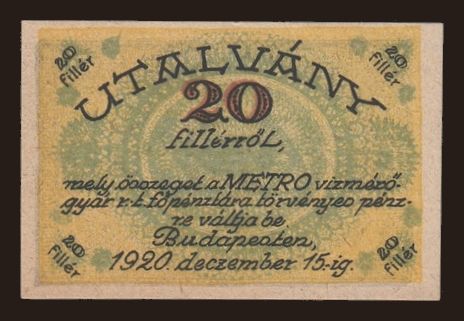 20 fillér
20 fillér
UTALVÁNY
20
fillérről,
mely összeget a METRO vizmérő-
gyár r.t. főpénztára törvényes pénz-
re váltja be.
Budapesten,
1920. deczember 15-ig.
20 fillér
20 fillér